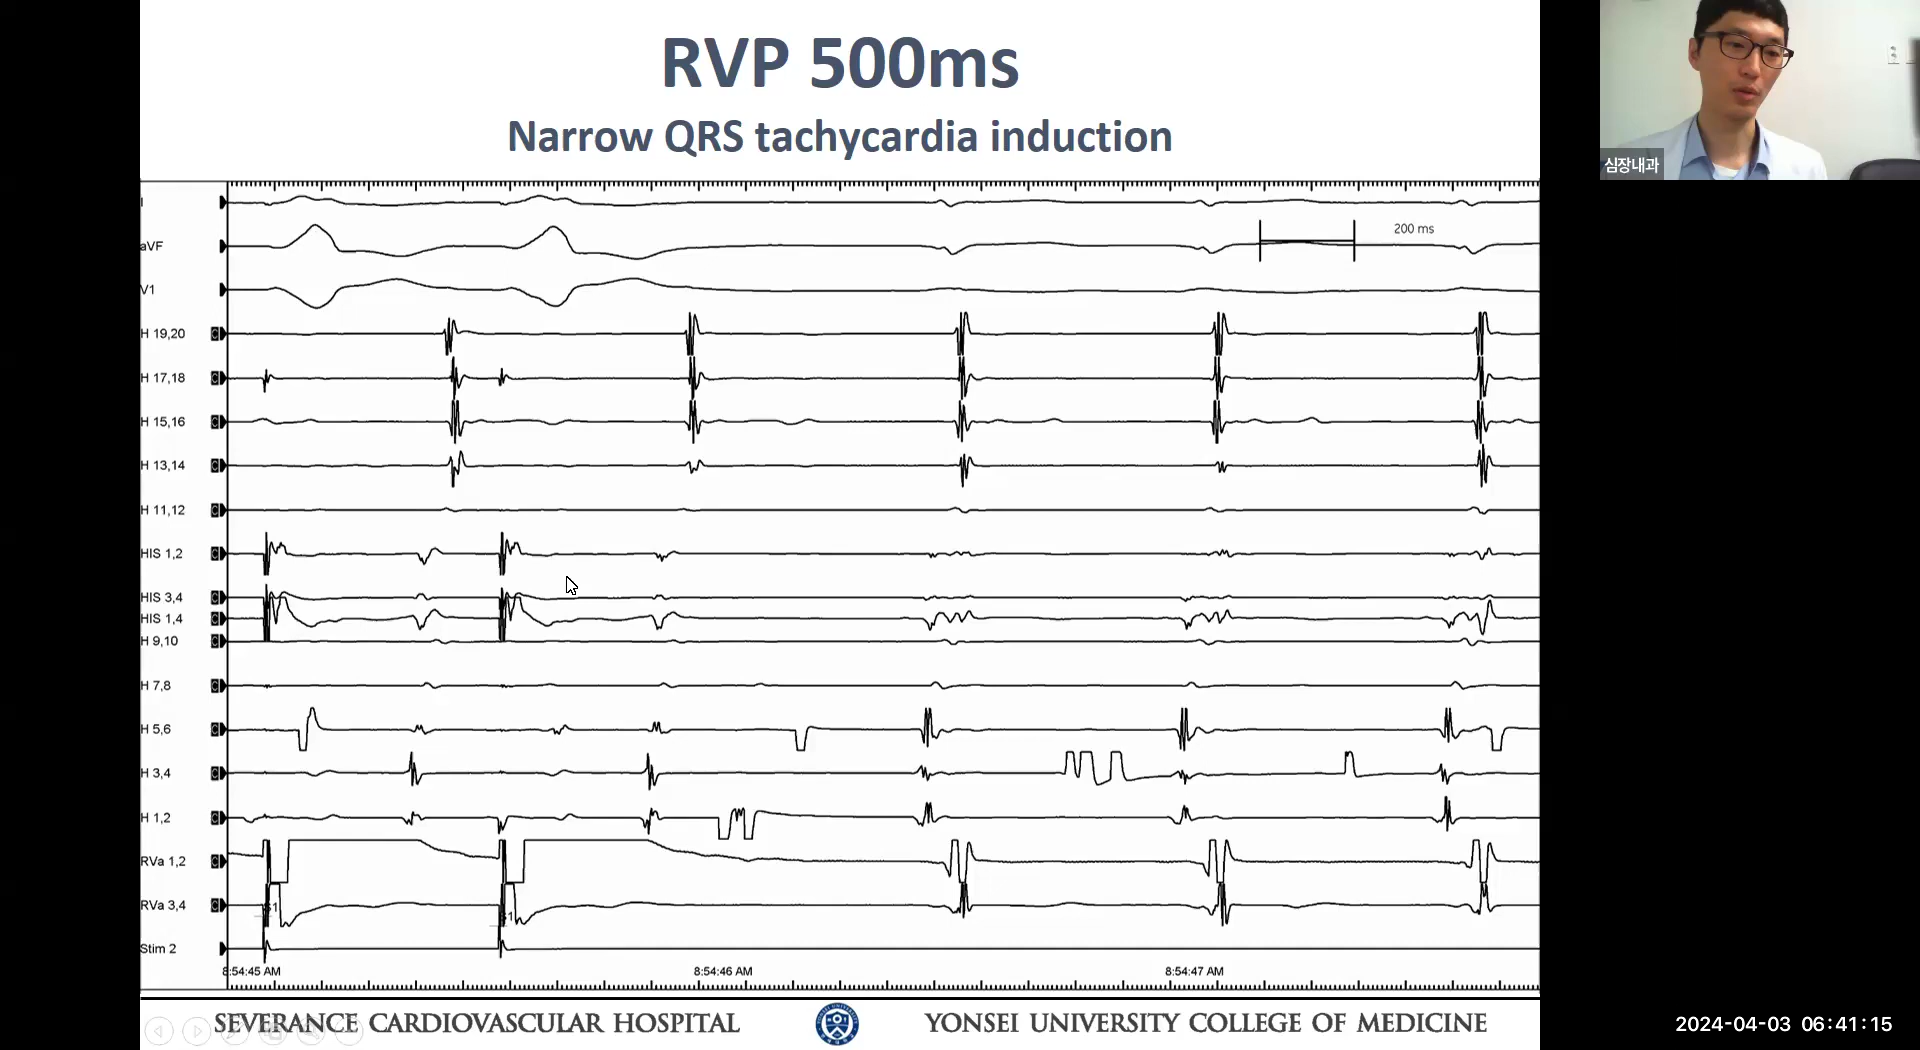 RVP 500ms
Narrow QRS tachycardia induction
심장내과
I
aVF
200 ms
V1
H 19,20
H 17,18
H 15,16
H 13,14
H 11,12
HIS 1,2
HIS 3,4
HIS 1,4
H 9,10
H 7,8
H 5,6
H 3,4
H 1,2
RVa 1,2
RVa 3,4
S1
S1
Stim 2
8:54:45 AM
8:54:46 AM
8:54:47 AM
SEVERANCE CARDIOVASCULAR HOSPITAL
YONSEI UNIVERSITY COLLEGE OF MEDICINE
2024-04-03 06:41:15